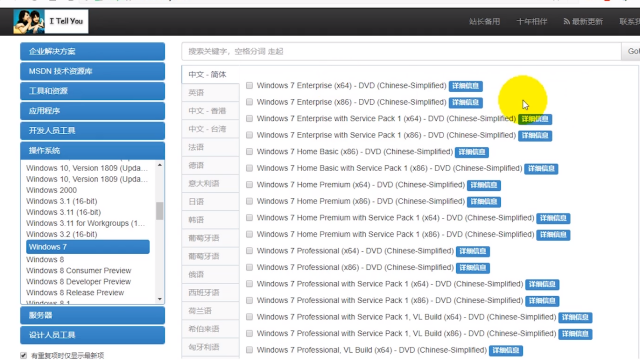 I Tell You
站长备用 十年相伴 最新更新 联系
企业解决方案
MSDN 技术资源库
工具和资源
应用程序
开发人员工具
操作系统
Windows 10, Version 1809 (Upda...
Windows 10, Version 1809 (Upda...
Windows 2000
Windows 3.1 (16-bit)
Windows 3.11 (16-bit)
Windows 3.11 for Workgroups (1...
Windows 3.2 (16-bit)
Windows 7
Windows 8
Windows 8 Consumer Preview
Windows 8 Developer Preview
Windows 8 Release Preview
Windows 8.1
服务器
设计人员工具
有重复项时仅显示最新项
搜索关键字，空格分词 走起 Go!
中文 - 简体
英语
中文 - 香港
中文 - 台湾
法语
德语
意大利语
日语
韩语
葡萄牙语
葡萄牙语
俄语
西班牙语
荷兰语
希伯来语
匈牙利语
Windows 7 Enterprise (x64) - DVD (Chinese-Simplified) 详细信息
Windows 7 Enterprise (x86) - DVD (Chinese-Simplified) 详细信息
Windows 7 Enterprise with Service Pack 1 (x64) - DVD (Chinese-Simplified) 详细信息
Windows 7 Enterprise with Service Pack 1 (x86) - DVD (Chinese-Simplified) 详细信息
Windows 7 Home Basic (x86) - DVD (Chinese-Simplified) 详细信息
Windows 7 Home Basic with Service Pack 1 (x86) - DVD (Chinese-Simplified) 详细信息
Windows 7 Home Premium (x64) - DVD (Chinese-Simplified) 详细信息
Windows 7 Home Premium (x86) - DVD (Chinese-Simplified) 详细信息
Windows 7 Home Premium with Service Pack 1 (x64) - DVD (Chinese-Simplified) 详细信息
Windows 7 Home Premium with Service Pack 1 (x86) - DVD (Chinese-Simplified) 详细信息
Windows 7 Professional (x64) - DVD (Chinese-Simplified) 详细信息
Windows 7 Professional (x86) - DVD (Chinese-Simplified) 详细信息
Windows 7 Professional with Service Pack 1 (x64) - DVD (Chinese-Simplified) 详细信息
Windows 7 Professional with Service Pack 1 (x86) - DVD (Chinese-Simplified) 详细信息
Windows 7 Professional with Service Pack 1, VL Build (x64) - DVD (Chinese-Simplified) 详细信息
Windows 7 Professional with Service Pack 1, VL Build (x86) - DVD (Chinese-Simplified) 详细信息
Windows 7 Professional, VL Build (x64) - DVD (Chinese-Simplified) 详细信息